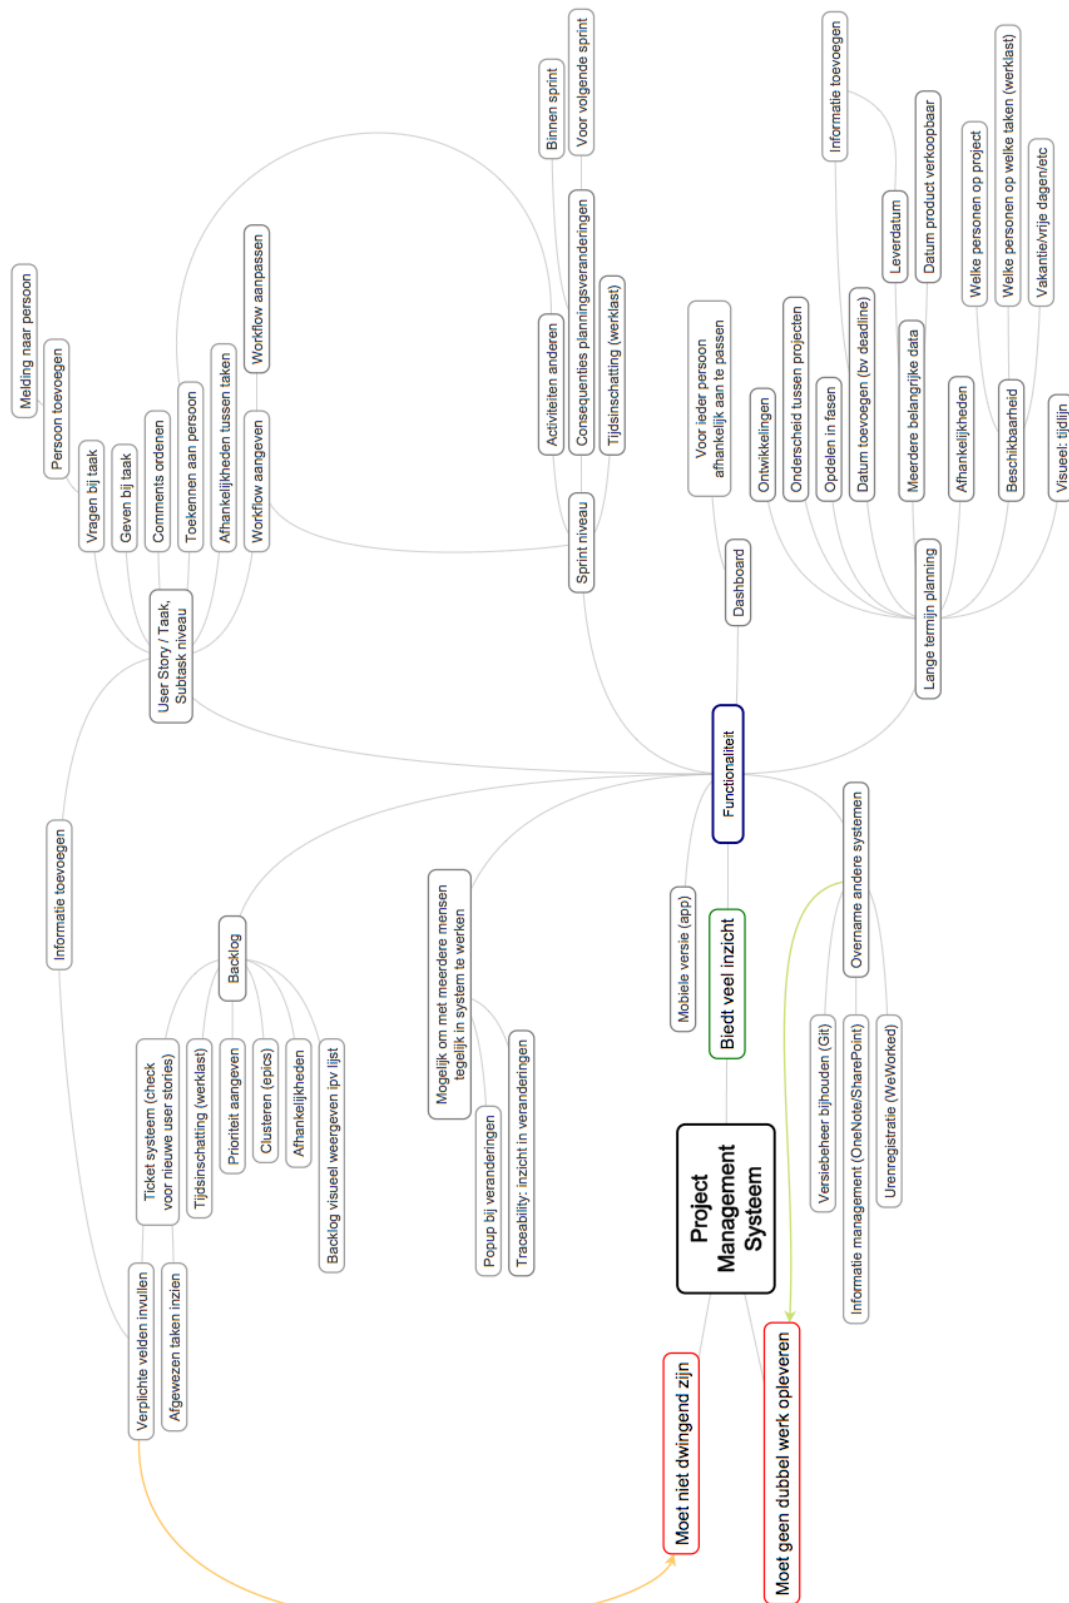 Melding naar persoon
Persoon toevoegen
Vragen bij taak
Geven bij taak
Comments ordenen
Toekennen aan persoon
Afhankelijkheden tussen taken
Workflow aangeven
Workflow aanpassen
User Story / Taak,
Subtask niveau
Informatie toevoegen
Verplichte velden invullen
Afgewezen taken inzien
Ticket systeem (check
voor nieuwe user stories)
Tijdsinschatting (werklast)
Prioriteit aangeven
Clusteren (epics)
Afhankelijkheden
Backlog visueel weergeven ipv lijst
Backlog
Mogelijk om met meerdere mensen
tegelijk in system te werken
Popup bij veranderingen
Traceability: inzicht in veranderingen
Binnen sprint
Voor volgende sprint
Activiteiten anderen
Consequenties planningsveranderingen
Tijdsinschatting (werklast)
Sprint niveau
Voor ieder persoon
afhankelijk aan te passen
Dashboard
Functionaliteit
Mobiele versie (app)
Biedt veel inzicht
Project
Management
Systeem
Moet niet dwingend zijn
Moet geen dubbel werk opleveren
Overname andere systemen
Versiebeheer bijhouden (Git)
Informatie management (OneNote/SharePoint)
Urenregistratie (WeWorked)
Lange termijn planning
Ontwikkelingen
Onderscheid tussen projecten
Opdelen in fasen
Datum toevoegen (bv deadline)
Informatie toevoegen
Meerdere belangrijke data
Leverdatum
Datum product verkoopbaar
Afhankelijkheden
Beschikbaarheid
Welke personen op project
Welke personen op welke taken (werklast)
Vakantie/vrije dagen/etc
Visueel: tijdlijn